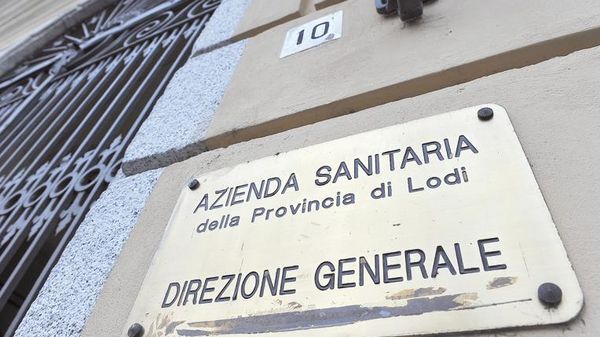 10
AZIENDA SANITARIA
della Provincia di Lodi
DIREZIONE GENERALE